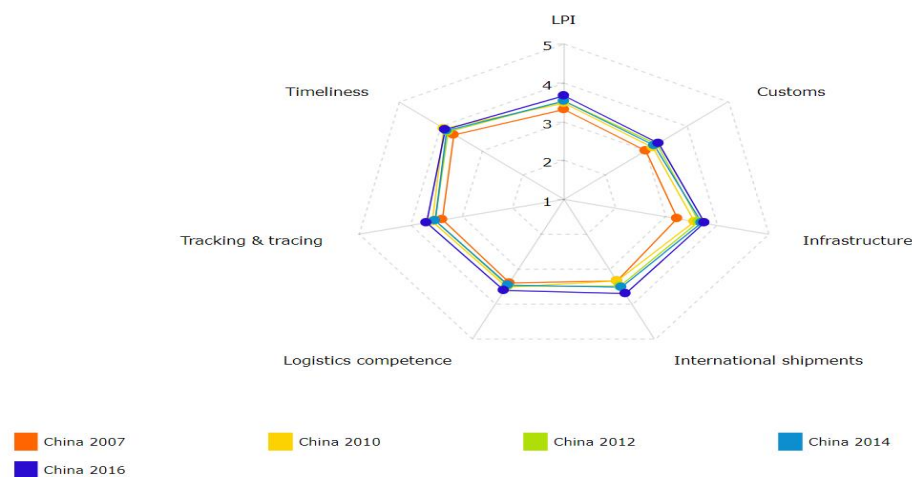 LPI
5
Timeliness
Customs
4
3
2
1
Tracking & tracing
Infrastructure
Logistics competence
International shipments
China 2007
China 2010
China 2012
China 2014
China 2016